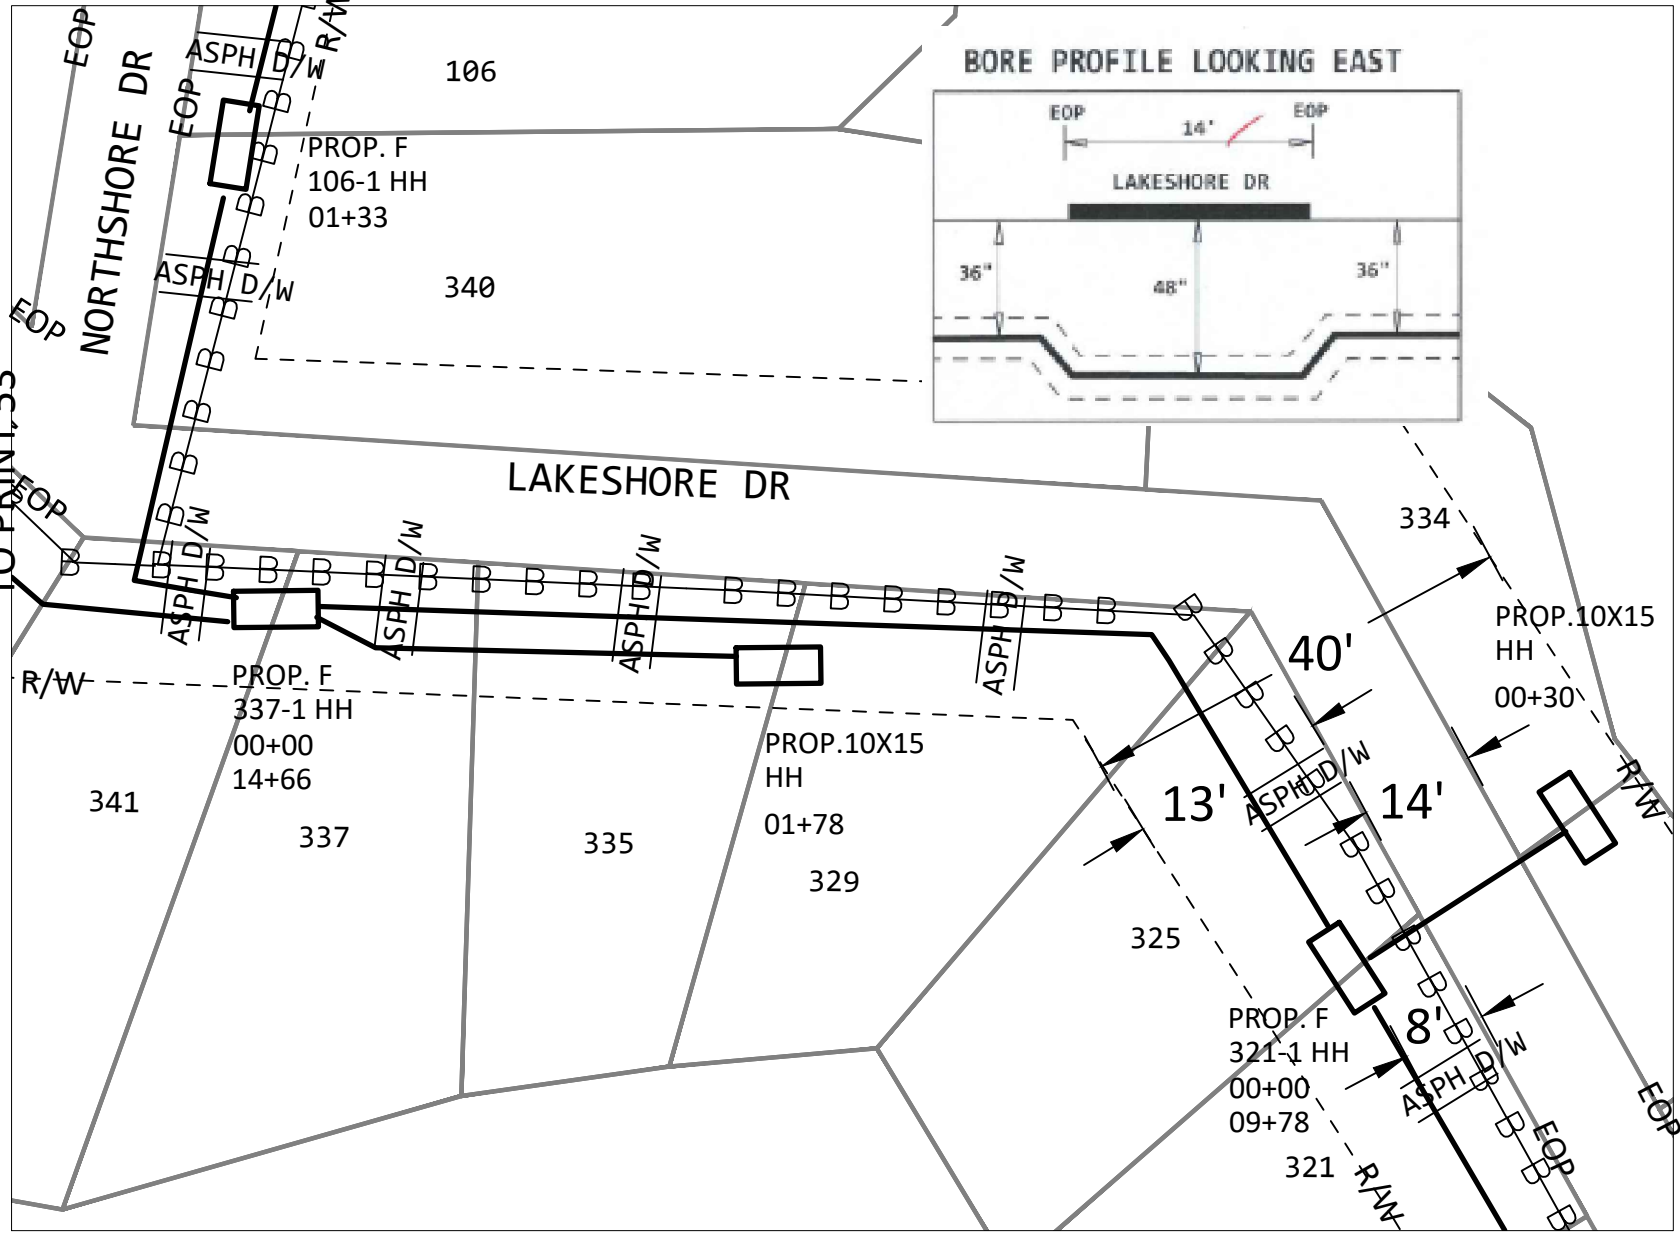 EOP
R/W
ASPH D/W
106
EOP
NORTHSHORE DR
PROP. F
106-1 HH
01+33
ASPH D/W
340
EOP
BORE PROFILE LOOKING EAST
EOP
EOP
14'
LAKESHORE DR
36"
48"
36"
EOP
LAKESHORE DR
ASPH D/W
ASPH D/W
ASPH D/W
ASPH D/W
B B B B B B B B B B B B B B B B B B B B
334
PROP.10X15
HH
00+30
40'
R/W
PROP. F
337-1 HH
00+00
14+66
PROP.10X15
HH
01+78
13'
ASPH D/W
14'
R/W
341
337
335
329
325
PROP. F
321-1 HH
00+00
09+78
8'
ASPH D/W
EOP
EOP
321
R/W